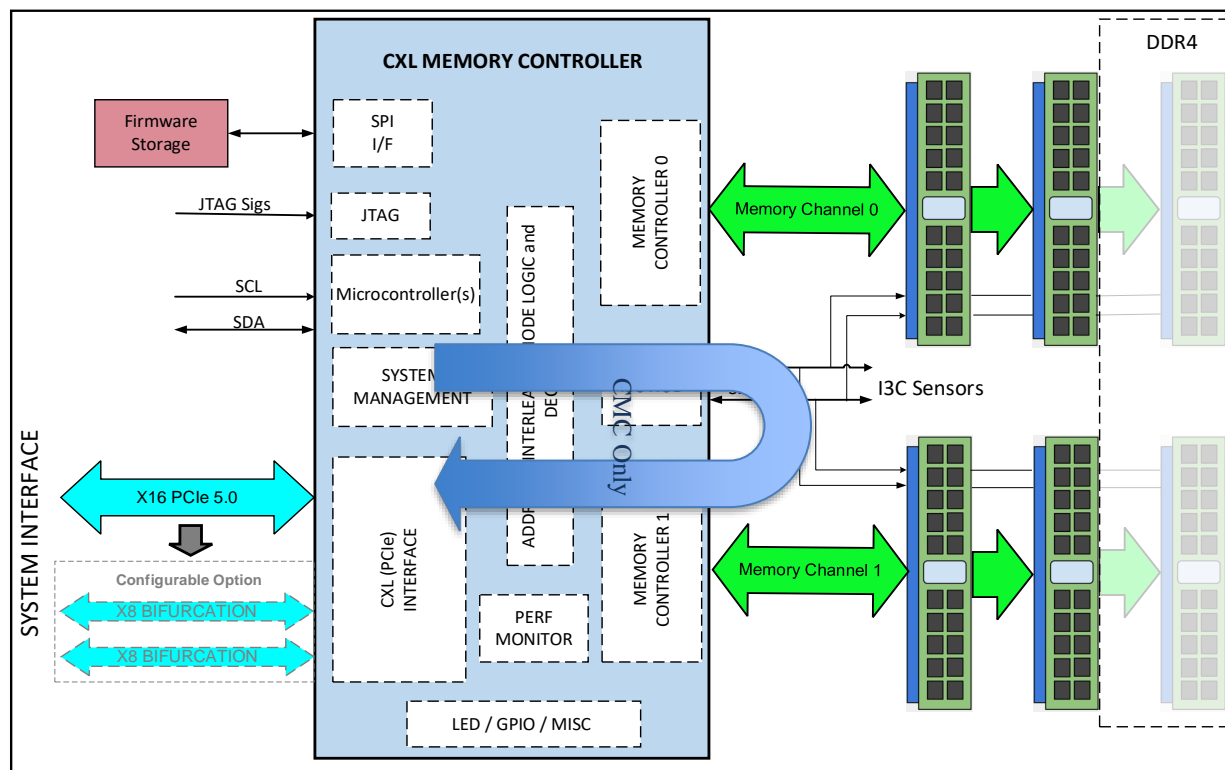 CXL MEMORY CONTROLLER
DDR4
Firmware
Storage
SPI
I/F
JTAG Sigs
JTAG
SCL
SDA
Microcontroller(s)
SYSTEM
MANAGEMENT
LOGIC and
MEMORY
CONTROLLER 0
Memory Channel 0
CMC Only
I3C Sensors
SYSTEM INTERFACE
X16 PCIe 5.0
Configurable Option
X8 BIFURCATION
X8 BIFURCATION
CXL (PCIe)
INTERFACE
PERF
MONITOR
MEMORY
CONTROLLER 1
Memory Channel 1
LED / GPIO / MISC